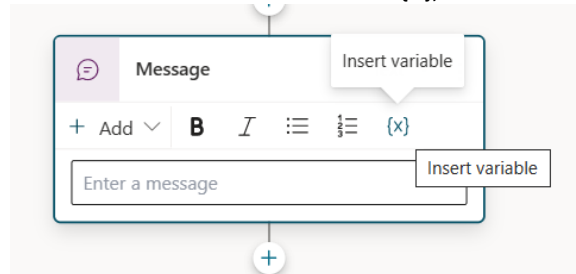 Message
Insert variable
+ Add B I {x}
Enter a message
Insert variable